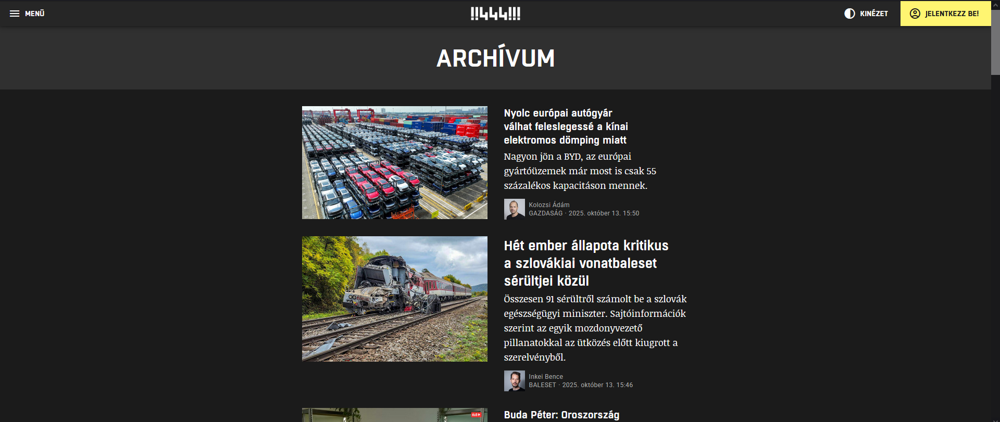 MENÜ
!!444!!!
KINÉZET
JELENTKEZZ BE!
ARCHÍVUM
Nyolc európai autógyár
válhat feleslegessé a kínai
elektromos dömping miatt
Nagyon jön a BYD, az európai
gyártóüzemek már most is csak 55
százalékos kapacitáson mennek.
Kolozsi Ádám
GAZDASÁG · 2025. október 13. 15:50
Hét ember állapota kritikus
a szlovákiai vonatbaleset
sérültjei közül
Összesen 91 sérültről számolt be a szlovák
egészségügyi miniszter. Sajtóinformációk
szerint az egyik mozdonyvezető
pillanatokkal az ütközés előtt kiugrott a
szerelvényből.
Inkei Bence
BALESET · 2025. október 13. 15:46
ÉLŐ
Buda Péter: Oroszország